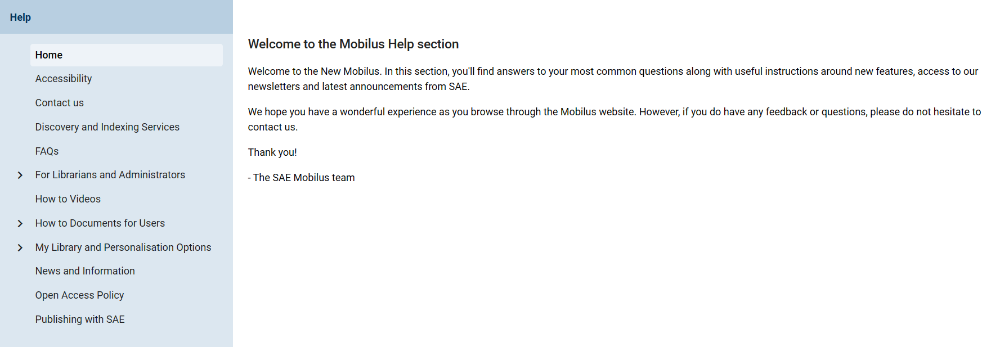 Help
Home
Accessibility
Contact us
Discovery and Indexing Services
FAQs
For Librarians and Administrators
How to Videos
How to Documents for Users
My Library and Personalisation Options
News and Information
Open Access Policy
Publishing with SAE
Welcome to the Mobilus Help section
Welcome to the New Mobilus. In this section, you'll find answers to your most common questions along with useful instructions around new features, access to our
newsletters and latest announcements from SAE.
We hope you have a wonderful experience as you browse through the Mobilus website. However, if you do have any feedback or questions, please do not hesitate to
contact us.
Thank you!
- The SAE Mobilus team